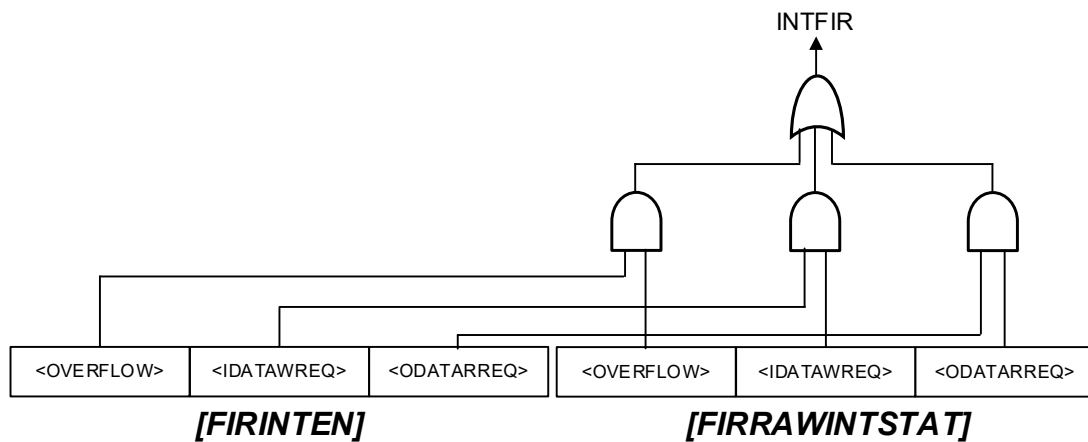 INTFIR
<OVERFLOW> <IDATAWREQ> <ODATARREQ> <OVERFLOW> <IDATAWREQ> <ODATARREQ>
[FIRINTEN] [FIRRAWINTSTAT]